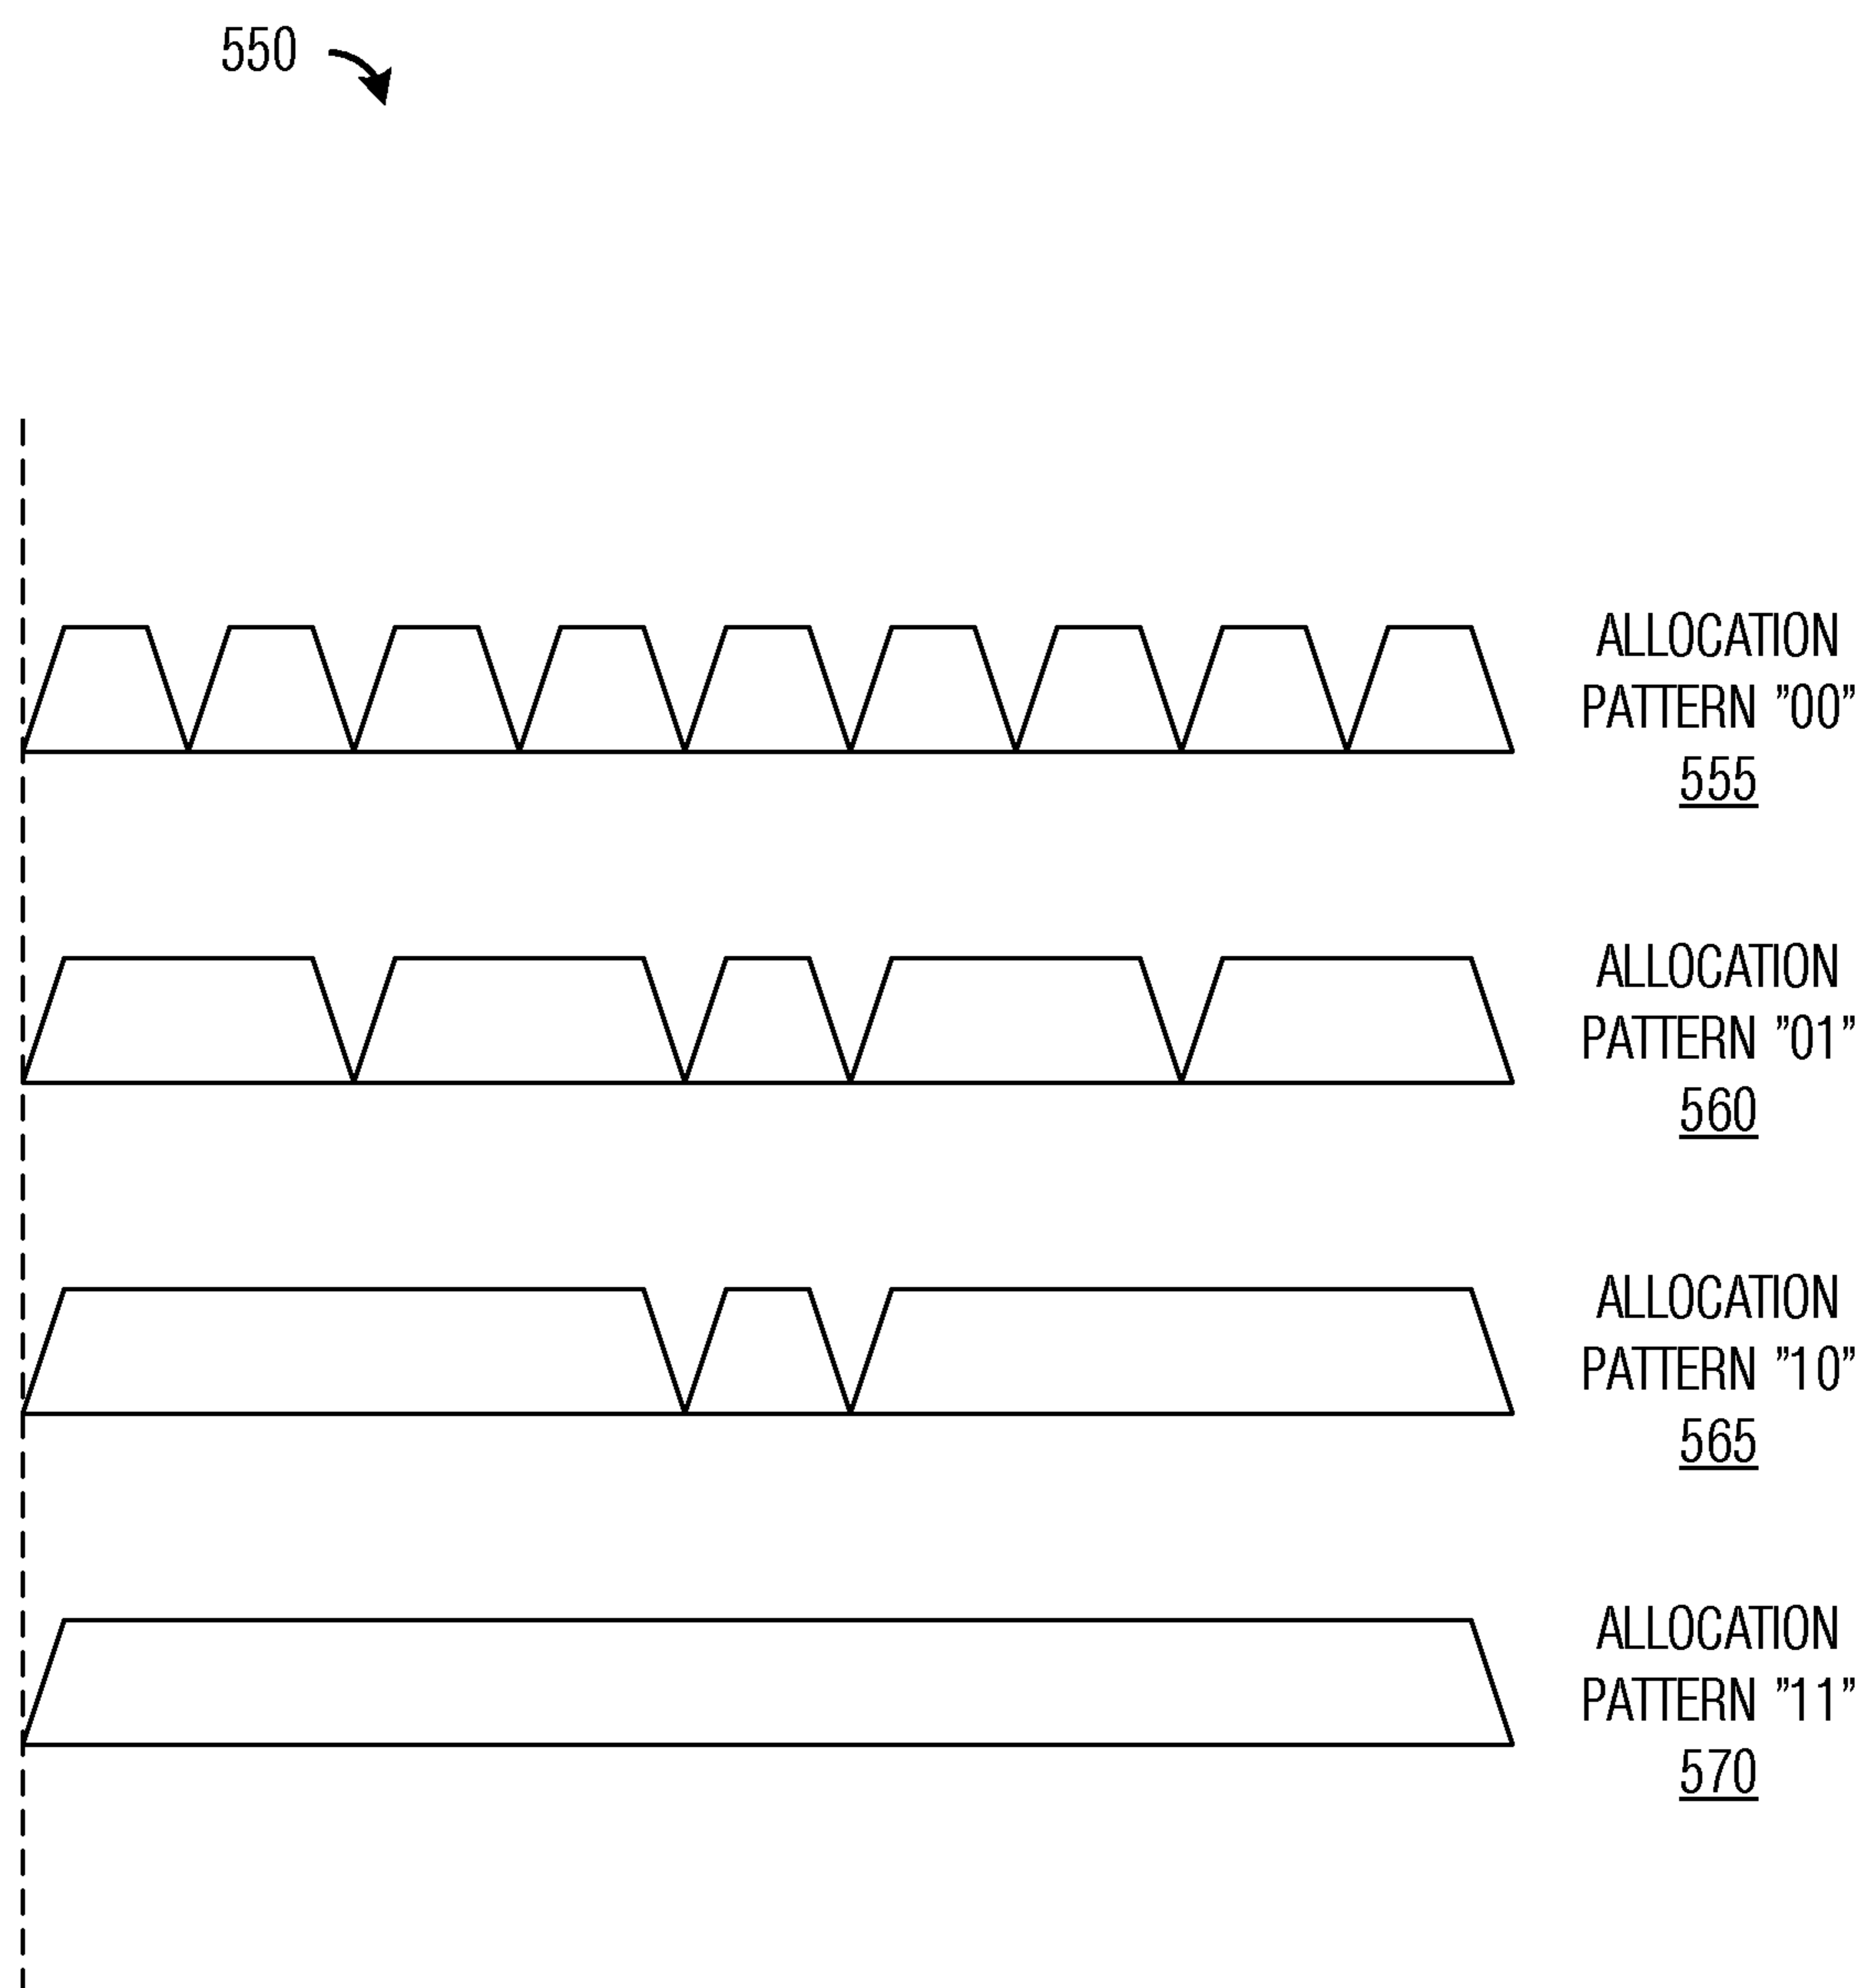 550
ALLOCATION
PATTERN ”00”
555
ALLOCATION
PATTERN ”01”
560
ALLOCATION
PATTERN ”10”
565
ALLOCATION
PATTERN ”11”
570